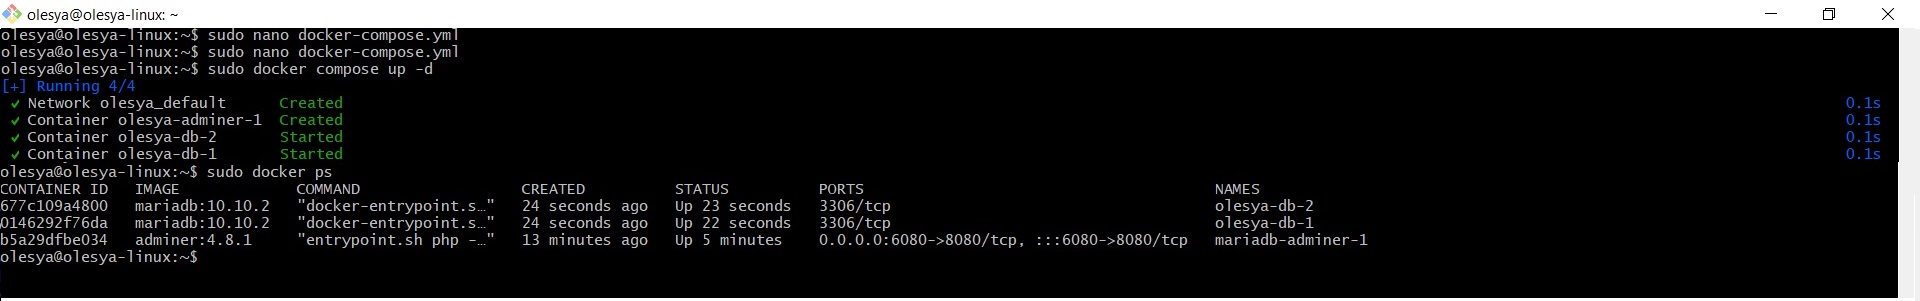 olesya@olesya-linux: ~
olesya@olesya-linux:~$ sudo nano docker-compose.yml
olesya@olesya-linux:~$ sudo nano docker-compose.yml
olesya@olesya-linux:~$ sudo docker compose up -d
[+] Running 4/4
✔ Network olesya_default Created 0.1s
✔ Container olesya-adminer-1 Created 0.1s
✔ Container olesya-db-2 Started 0.1s
✔ Container olesya-db-1 Started 0.1s
olesya@olesya-linux:~$ sudo docker ps
CONTAINER ID IMAGE COMMAND CREATED STATUS PORTS NAMES
677c109a4800 mariadb:10.10.2 "docker-entrypoint.s…" 24 seconds ago Up 23 seconds 3306/tcp olesya-db-2
0146292f76da mariadb:10.10.2 "docker-entrypoint.s…" 24 seconds ago Up 22 seconds 3306/tcp olesya-db-1
b5a29dfbe034 adminer:4.8.1 "entrypoint.sh php -…" 13 minutes ago Up 5 minutes 0.0.0.0:6080->8080/tcp, :::6080->8080/tcp mariadb-adminer-1
olesya@olesya-linux:~$